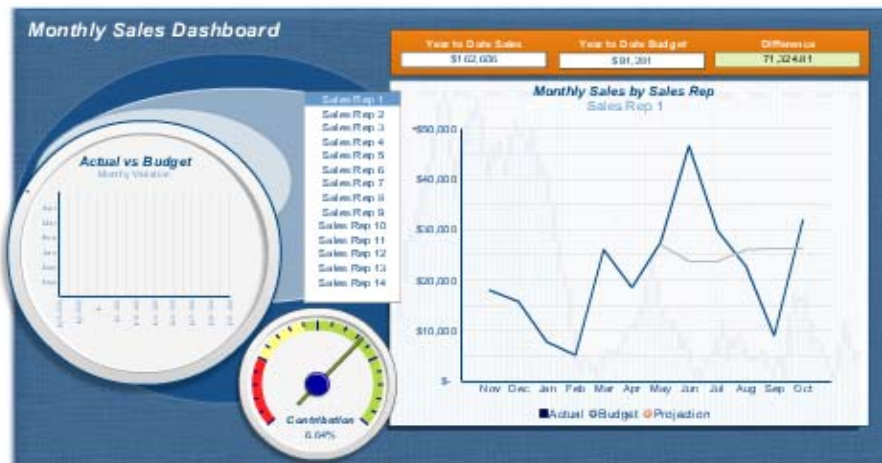 Monthly Sales Dashboard
Year to Date Sales
Year to Date Budget
Difference
71,324.81
Actual vs Budget
Monthly Variation
Sales Rep 1
Sales Rep 2
Sales Rep 3
Sales Rep 4
Sales Rep 5
Sales Rep 6
Sales Rep 7
Sales Rep 8
Sales Rep 9
Sales Rep 10
Sales Rep 11
Sales Rep 12
Sales Rep 13
Sales Rep 14
Contribution
6.64%
Monthly Sales by Sales Rep
Sales Rep 1
$50,000
$40,000
$30,000
$20,000
$10,000
$-
Nov Dec Jan Feb Mar Apr May Jun Jul Aug Sep Oct
Actual Budget Projection